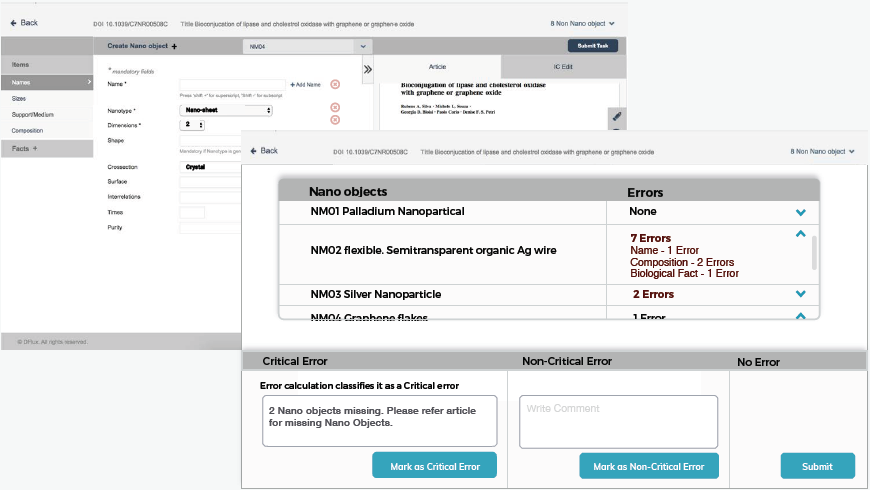 Back
DOI 10.1039/C7NR00508C
Title Bioconjucation of lipase and cholestrol oxidase with graphene or graphene oxide
8 Non Nano object
Create Nano object +
NM04
Submit Task
Items
Names
Sizes
Support/Medium
Composition
Facts +
* mandatory fields
Name *
+ Add Name
Press 'shift +' for superscript, 'Shift -' for subscript
Nanotype *
Nano-sheet
Dimensions *
2
Shape
Mandatory if Nanotype is gen
Crossection
Crystal
Surface
Interrelations
Times
Purity
Article
IC Edit
Bioconjugation of lipase and cholesterol oxidase
with graphene or graphene oxide
© DFlux. All rights reserved.
Back
DOI 10.1039/C7NR00508C
Title Bioconjucation of lipase and cholestrol oxidase with graphene or graphene oxide
8 Non Nano object
Nano objects
Errors
NM01 Palladium Nanopartical
None
NM02 flexible. Semitransparent organic Ag wire
7 Errors
Name - 1 Error
Composition - 2 Errors
Biological Fact - 1 Error
NM03 Silver Nanoparticle
2 Errors
NM04 Graphene flakes
1 Error
Critical Error
Non-Critical Error
No Error
Error calculation classifies it as a Critical error
2 Nano objects missing. Please refer article
for missing Nano Objects.
Write Comment
Mark as Critical Error
Mark as Non-Critical Error
Submit